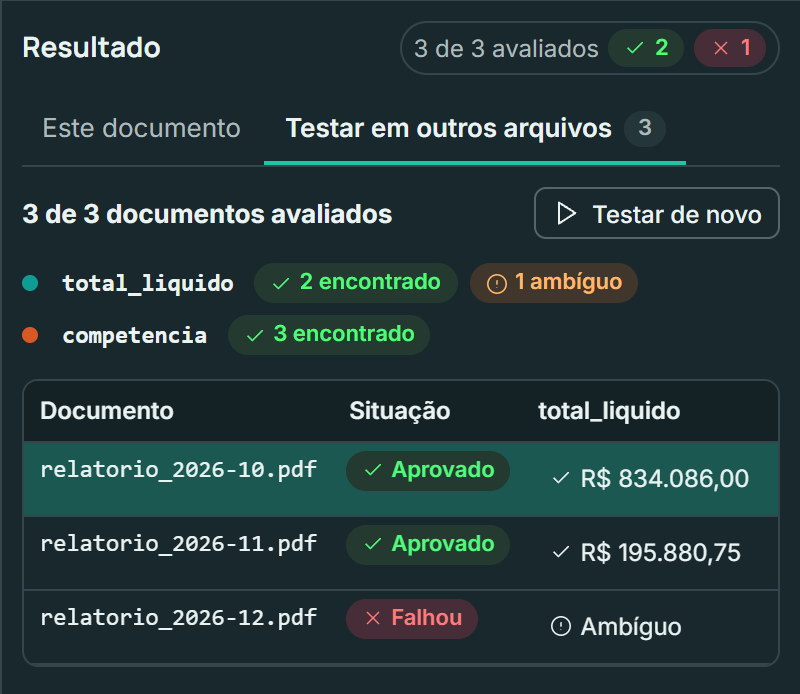 Resultado
3 de 3 avaliados 2 1
Este documento Testar em outros arquivos 3
3 de 3 documentos avaliados Testar de novo
total_liquido 2 encontrado 1 ambíguo
competencia 3 encontrado
Documento Situação total_liquido
relatorio_2026-10.pdf Aprovado R$ 834.086,00
relatorio_2026-11.pdf Aprovado R$ 195.880,75
relatorio_2026-12.pdf Falhou Ambíguo